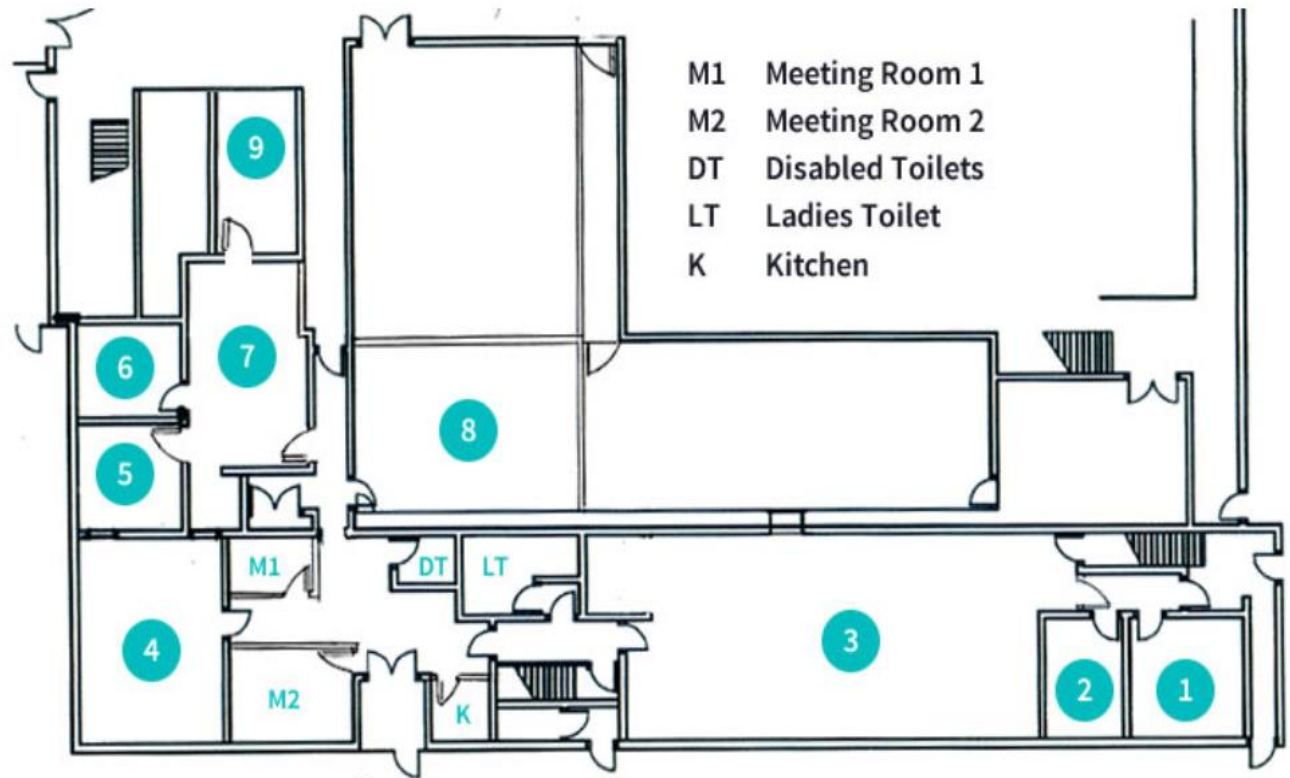 M1 Meeting Room 1
M2 Meeting Room 2
DT Disabled Toilets
LT Ladies Toilet
K Kitchen
9
6
7
5
8
M1
DT
LT
4
3
M2
K
2
1